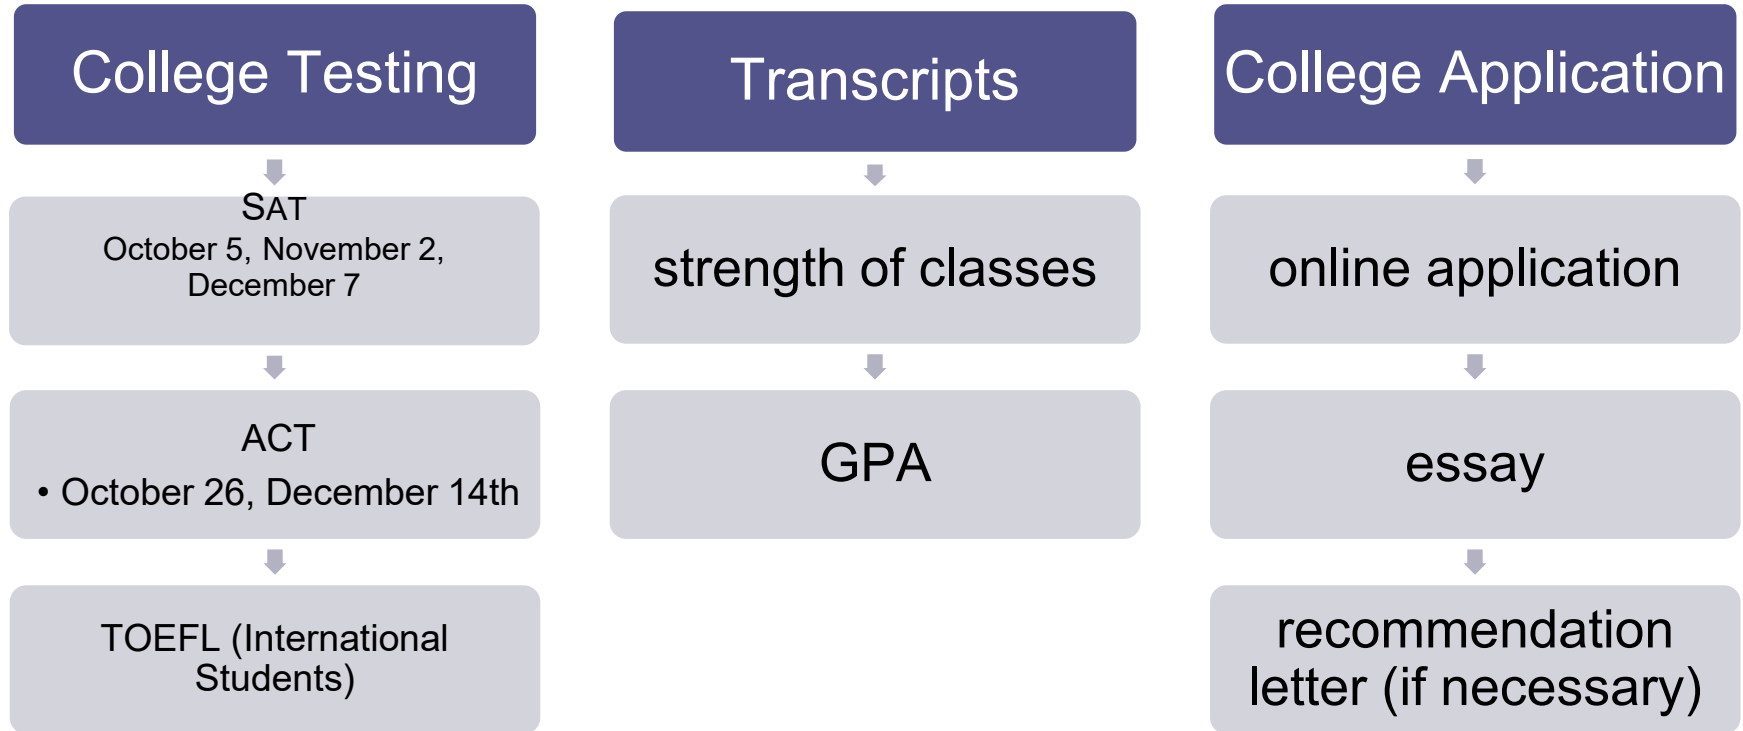 College Testing
SAT
October 5, November 2,
December 7
ACT
• October 26, December 14th
TOEFL (International
Students)
Transcripts
strength of classes
GPA
College Application
online application
essay
recommendation
letter (if necessary)